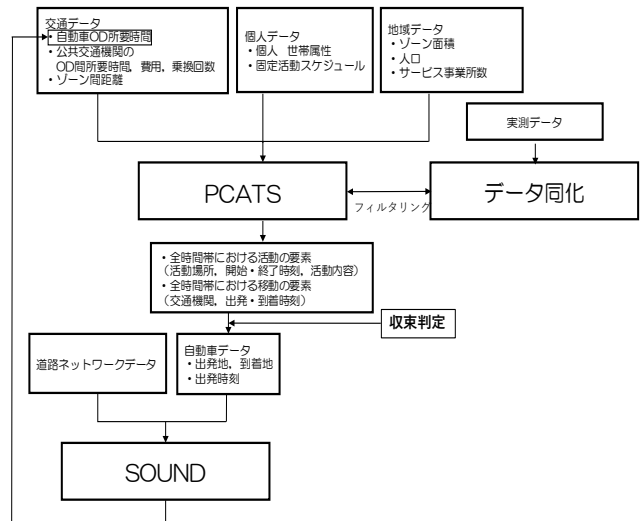 交通データ
・自動車OD所要時間
・公共交通機関の
OD間所要時間，費用，乗換回数
・ゾーン間距離
個人データ
・個人 世帯属性
・固定活動スケジュール
地域データ
・ゾーン面積
・人口
・サービス事業所数
実測データ
PCATS
フィルタリング
データ同化
・全時間帯における活動の要素
（活動場所，開始・終了時刻，活動内容）
・全時間帯における移動の要素
（交通機関，出発・到着時刻）
収束判定
道路ネットワークデータ
自動車データ
・出発地，到着地
・出発時刻
SOUND